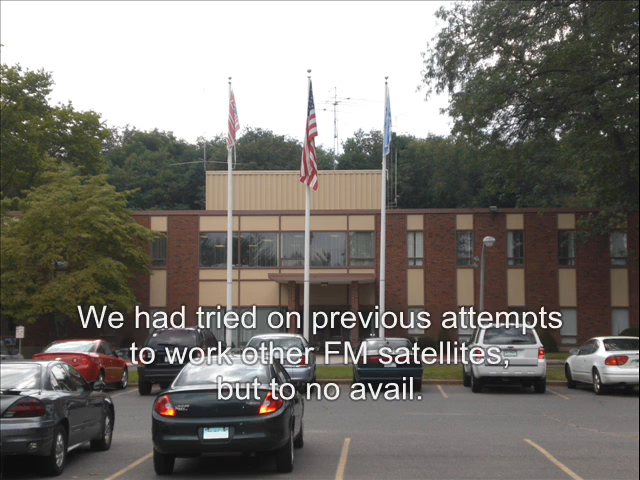 We had tried on previous attempts
to work other FM satellites,
but to no avail.